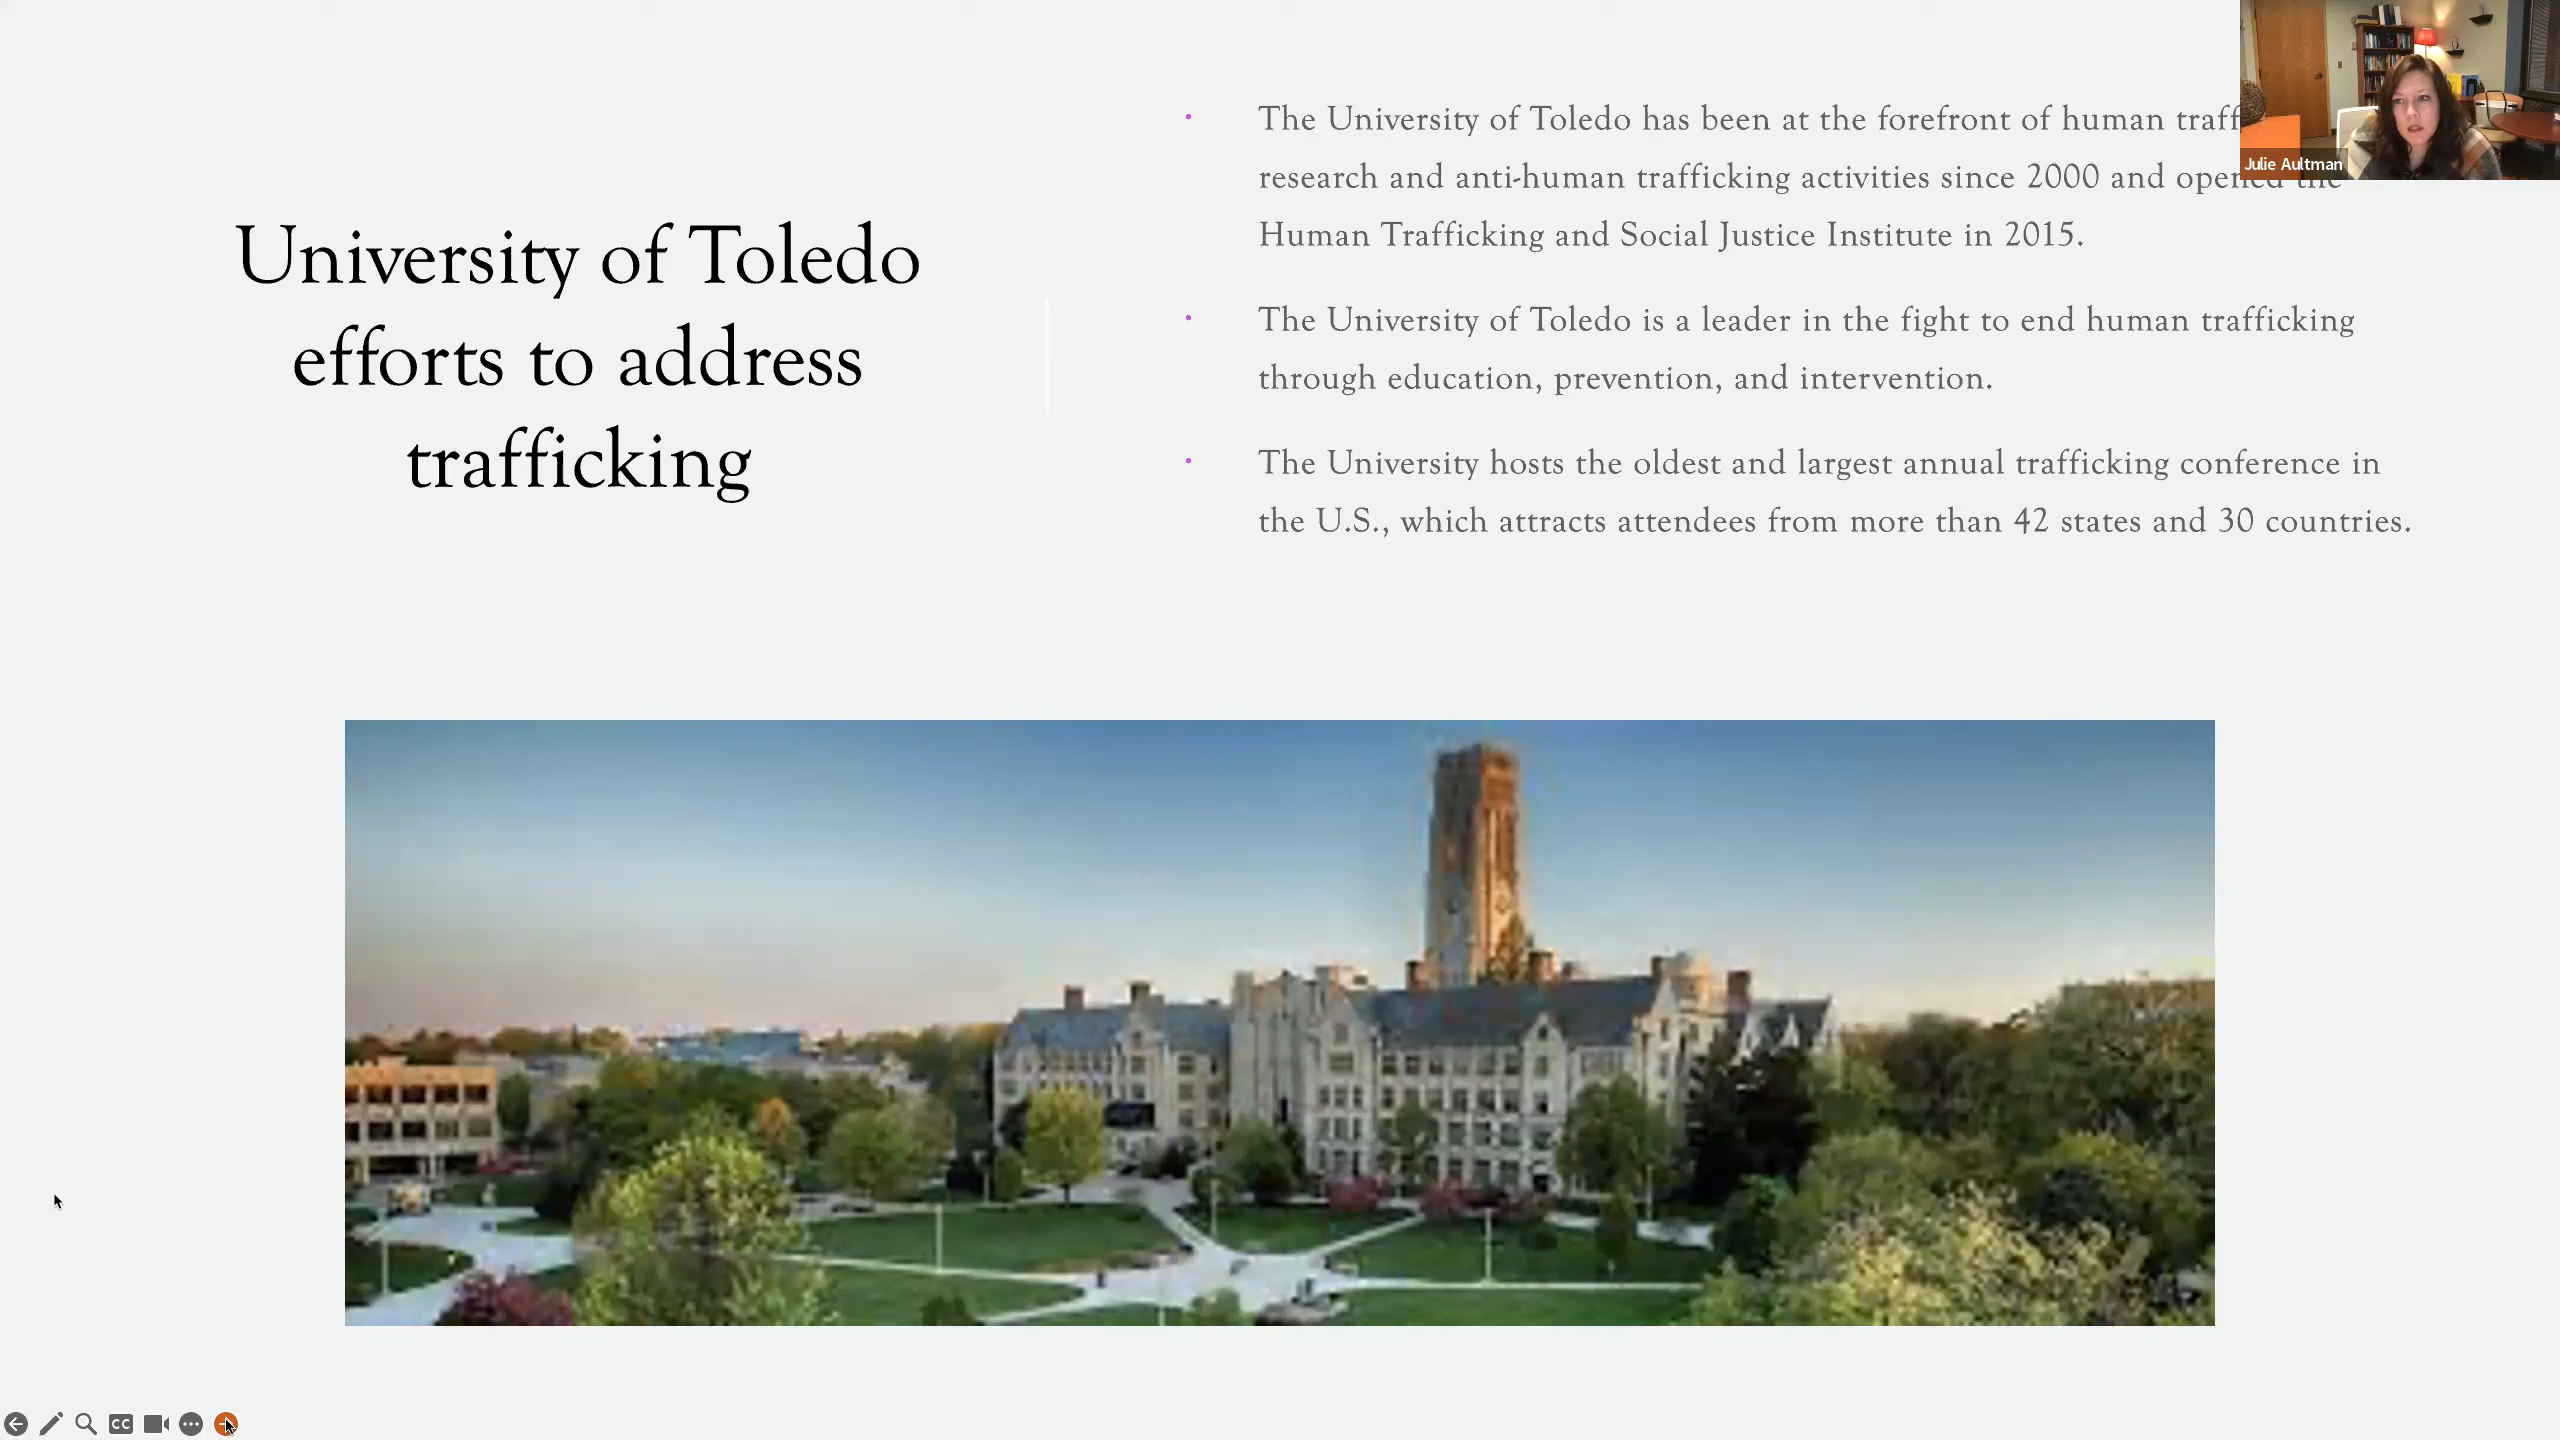 University of Toledo
efforts to address
trafficking
• The University of Toledo has been at the forefront of human
research and anti-human trafficking activities since 2000 and opened the
Human Trafficking and Social Justice Institute in 2015.
• The University of Toledo is a leader in the fight to end human trafficking
through education, prevention, and intervention.
• The University hosts the oldest and largest annual trafficking conference in
the U.S., which attracts attendees from more than 42 states and 30 countries.
Julie Aultman
CC